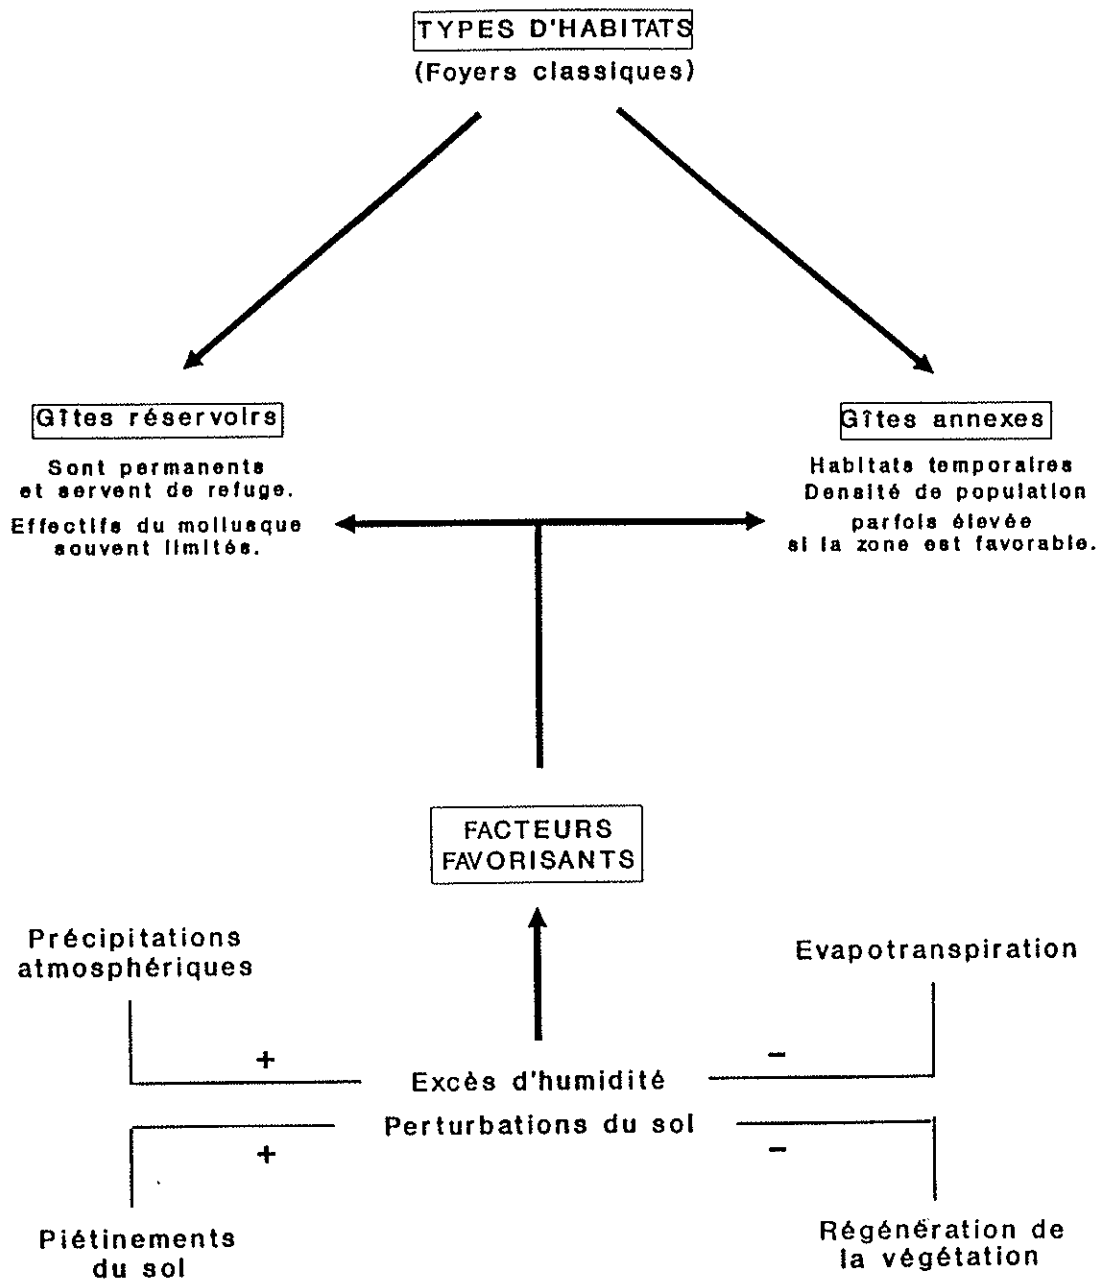 TYPES D'HABITATS
(Foyers classiques)
Gîtes réservoirs
Sont permanents
et servent de refuge.
Effectifs du mollusque
souvent limités.
Gîtes annexes
Habitats temporaires
Densité de population
parfois élevée
si la zone est favorable.
FACTEURS
FAVORISANTS
Précipitations
atmosphériques
Evapotranspiration
+
-
Excès d'humidité
Perturbations du sol
+
-
Piétinements
du sol
Régénération de
la végétation